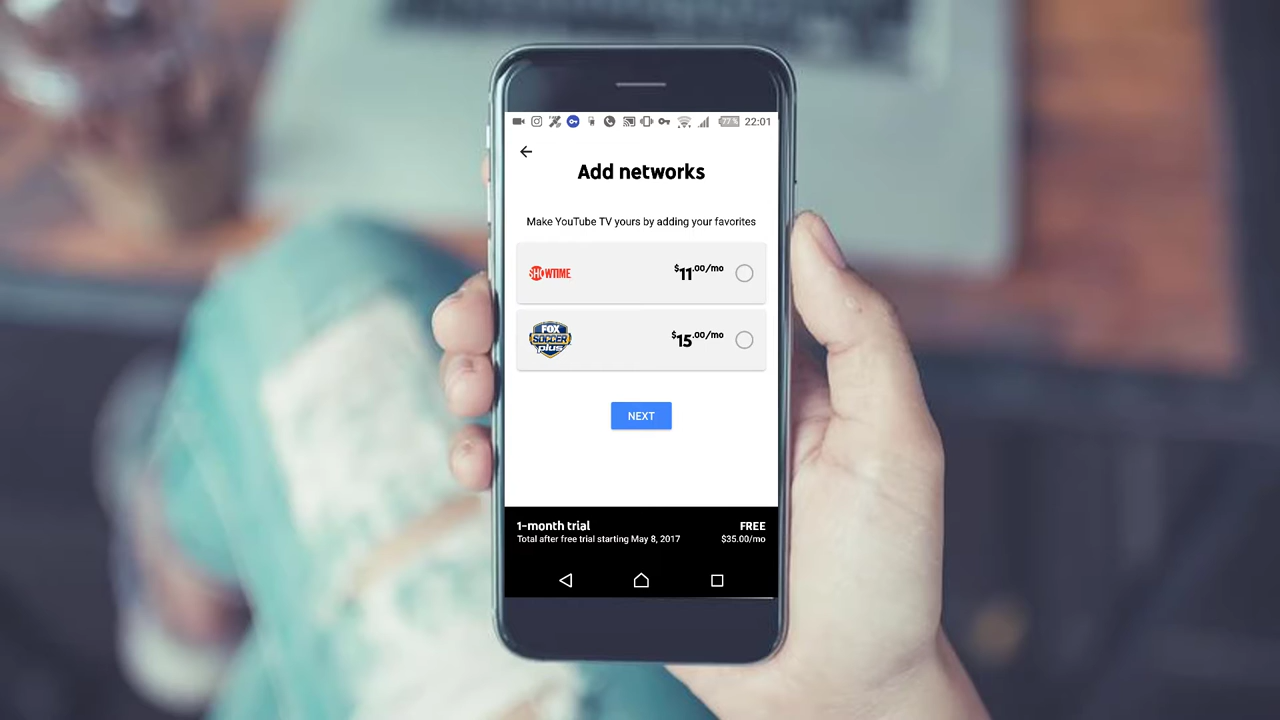 77 % 22:01
Add networks
Make YouTube TV yours by adding your favorites
SHOWTIME $11.00/mo
FOX SOCCER plus $15.00/mo
NEXT
1-month trial FREE
Total after free trial starting May 8, 2017 $35.00/mo